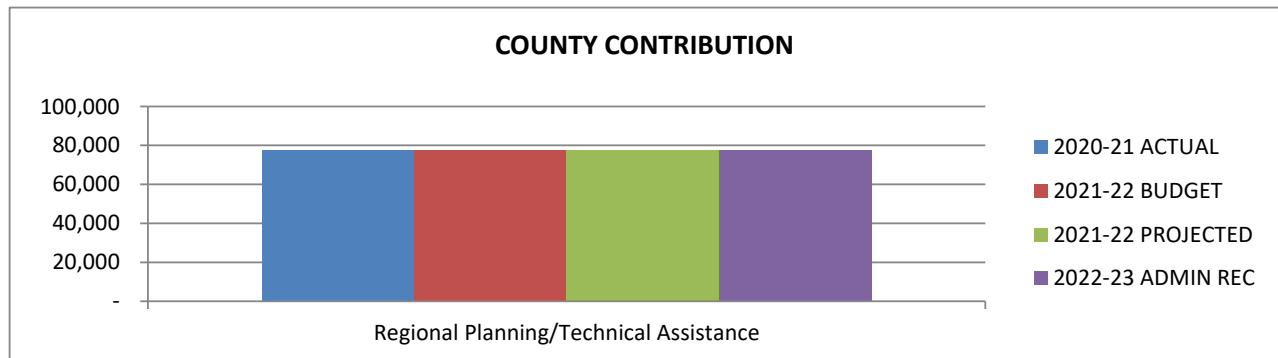 COUNTY CONTRIBUTION
100,000
80,000
60,000
40,000
20,000
-
Regional Planning/Technical Assistance
2020-21 ACTUAL
2021-22 BUDGET
2021-22 PROJECTED
2022-23 ADMIN REC